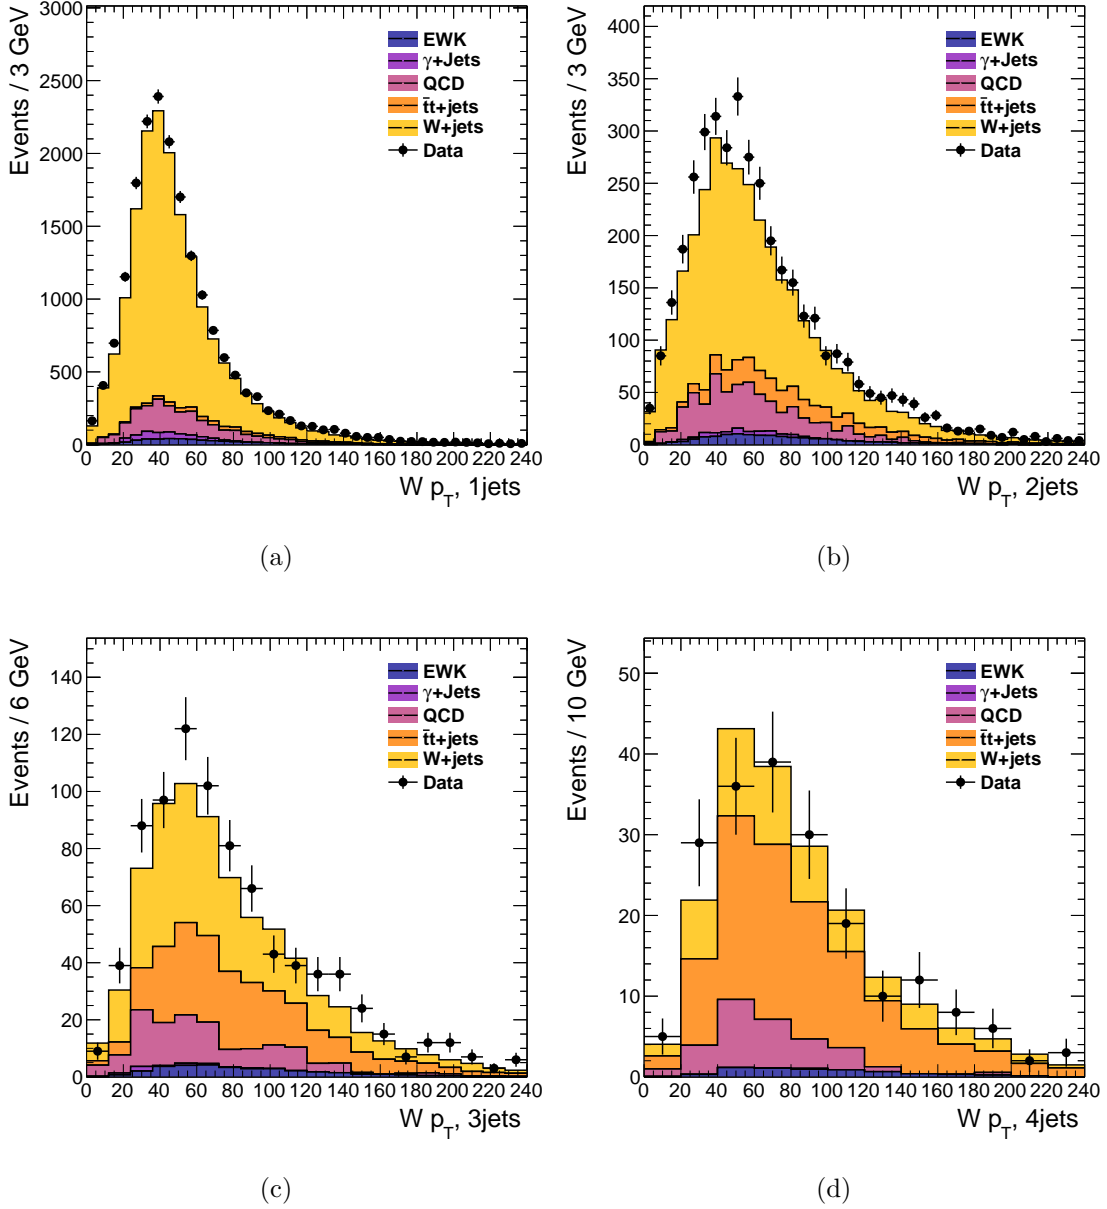 Events / 3 GeV
3000
2500
2000
1500
1000
500
0
EWK
γ+Jets
QCD
t̄t+jets
W+jets
Data
0 20 40 60 80 100 120 140 160 180 200 220 240
W p_T, 1jets
(a)
Events / 3 GeV
400
350
300
250
200
150
100
50
0
EWK
γ+Jets
QCD
t̄t+jets
W+jets
Data
0 20 40 60 80 100 120 140 160 180 200 220 240
W p_T, 2jets
(b)
Events / 6 GeV
140
120
100
80
60
40
20
0
EWK
γ+Jets
QCD
t̄t+jets
W+jets
Data
0 20 40 60 80 100 120 140 160 180 200 220 240
W p_T, 3jets
(c)
Events / 10 GeV
50
40
30
20
10
0
EWK
γ+Jets
QCD
t̄t+jets
W+jets
Data
0 20 40 60 80 100 120 140 160 180 200 220 240
W p_T, 4jets
(d)